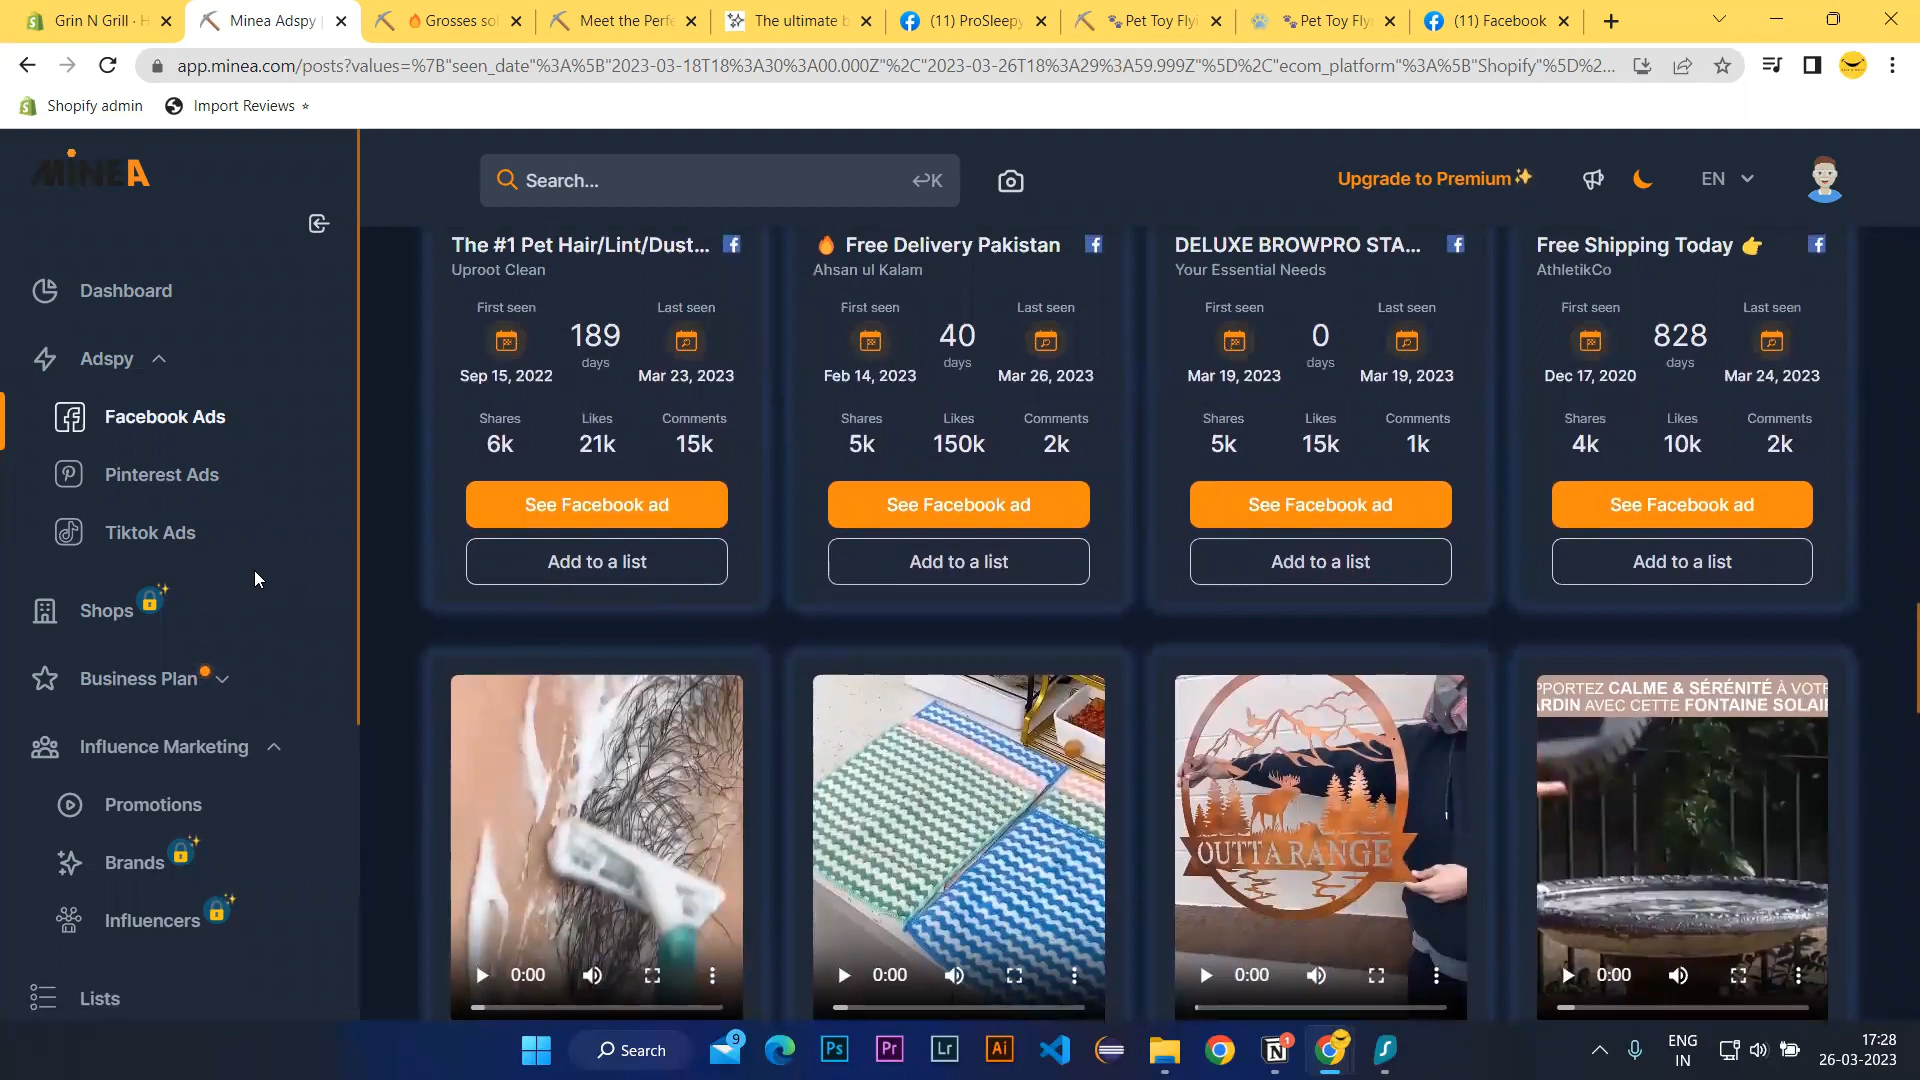 Grin N Grill - H
Minea Adspy |
🔥Grosses sol
Meet the Perfe
The ultimate b
(11) ProSleepy
🐾Pet Toy Flyi
🐾Pet Toy Fly
(11) Facebook
app.minea.com/posts?values=%7B"seen_date"%3A%5B"2023-03-18T18%3A30%3A00.000Z"%2C"2023-03-26T18%3A29%3A59.999Z"%5D%2C"ecom_platform"%3A%5B"Shopify"%5D%2...
Shopify admin
Import Reviews ⭑
MINEA
Search...
K
Upgrade to Premium✨
EN
Dashboard
Adspy
Facebook Ads
Pinterest Ads
Tiktok Ads
Shops
Business Plan
Influence Marketing
Promotions
Brands
Influencers
Lists
The #1 Pet Hair/Lint/Dust...
Uproot Clean
First seen
189
days
Last seen
Sep 15, 2022
Mar 23, 2023
Shares
Likes
Comments
6k
21k
15k
See Facebook ad
Add to a list
🔥 Free Delivery Pakistan
Ahsan ul Kalam
First seen
40
days
Last seen
Feb 14, 2023
Mar 26, 2023
Shares
Likes
Comments
5k
150k
2k
See Facebook ad
Add to a list
DELUXE BROWPRO STA...
Your Essential Needs
First seen
0
days
Last seen
Mar 19, 2023
Mar 19, 2023
Shares
Likes
Comments
5k
15k
1k
See Facebook ad
Add to a list
Free Shipping Today 👉
AthletikCo
First seen
828
days
Last seen
Dec 17, 2020
Mar 24, 2023
Shares
Likes
Comments
4k
10k
2k
See Facebook ad
Add to a list
0:00
0:00
OUTTA RANGE
0:00
PPORTEZ CALME & SÉRÉNITÉ À VOTR
ARDIN AVEC CETTE FONTAINE SOLAIR
0:00
Search
9
Ps
Pr
Lr
Ai
1
ENG
IN
17:28
26-03-2023